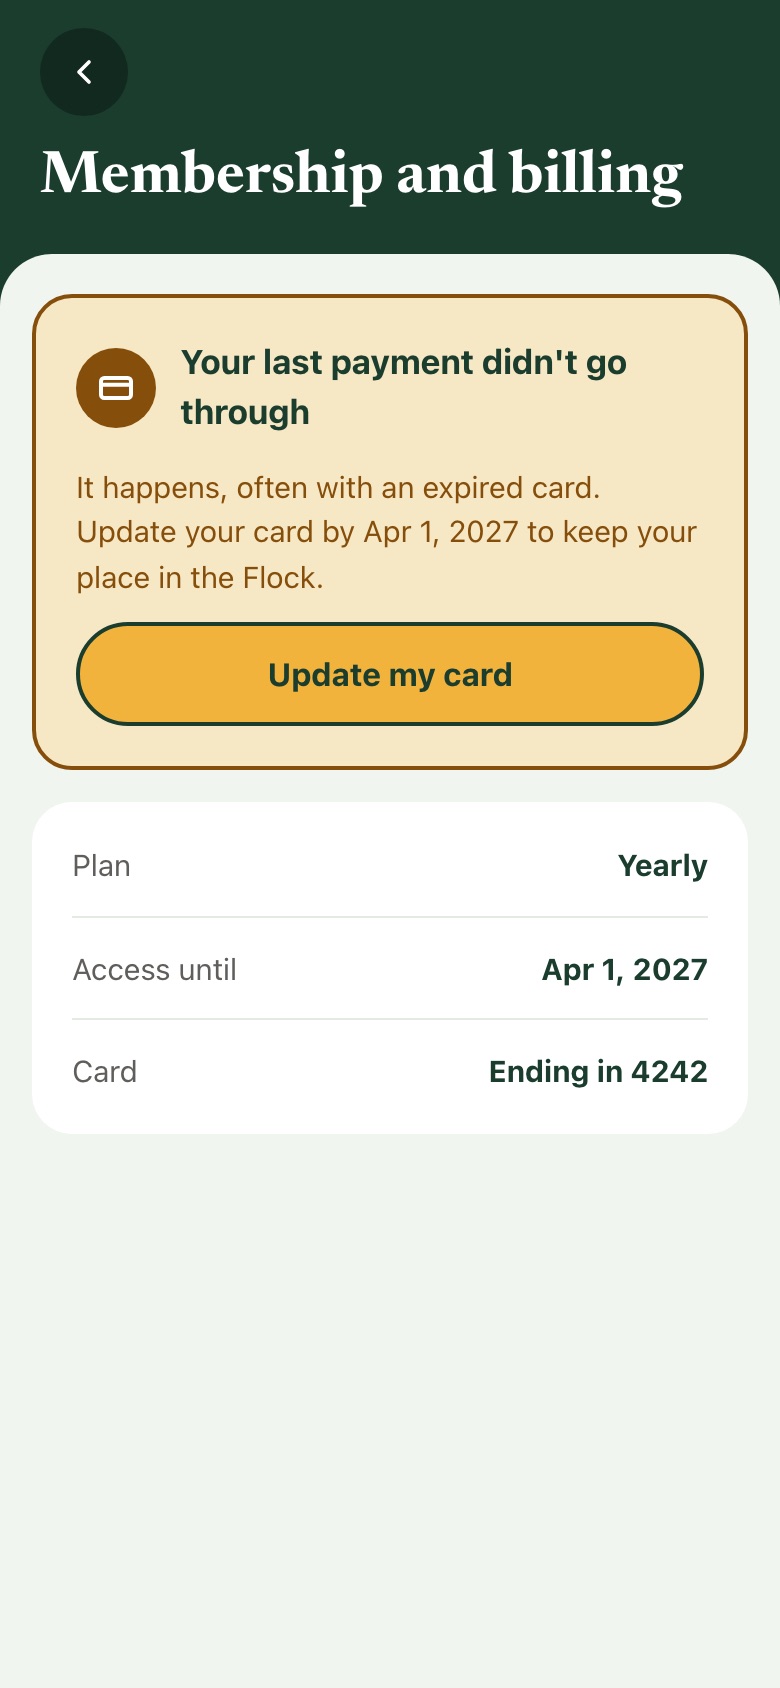 Membership and billing
Your last payment didn't go
through
It happens, often with an expired card.
Update your card by Apr 1, 2027 to keep your
place in the Flock.
Update my card
Plan Yearly
Access until Apr 1, 2027
Card Ending in 4242